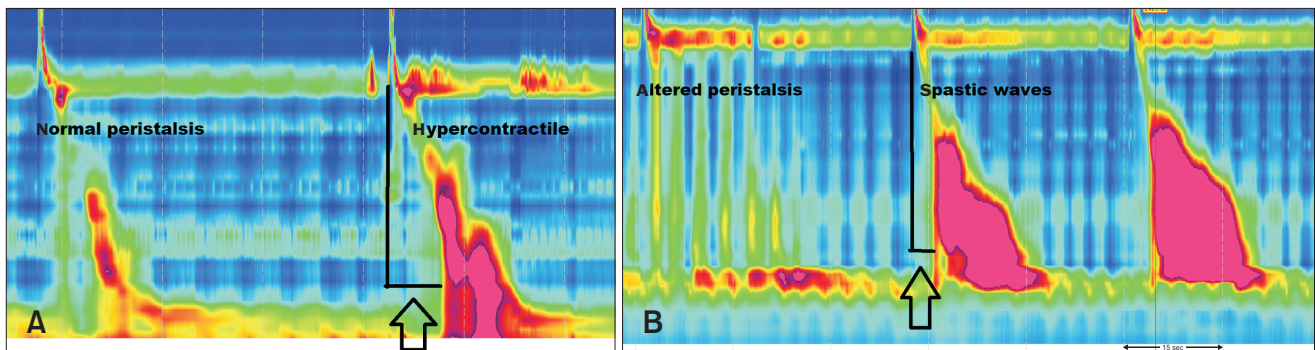 Normal peristalsis
Hypercontractile
A
Altered peristalsis
Spastic waves
B
15 sec